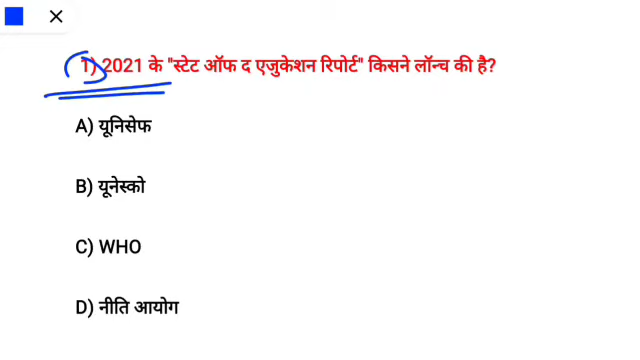 1) 2021 के "स्टेट ऑफ द एजुकेशन रिपोर्ट" किसने लॉन्च की है?
A) यूनिसेफ
B) यूनेस्को
C) WHO
D) नीति आयोग